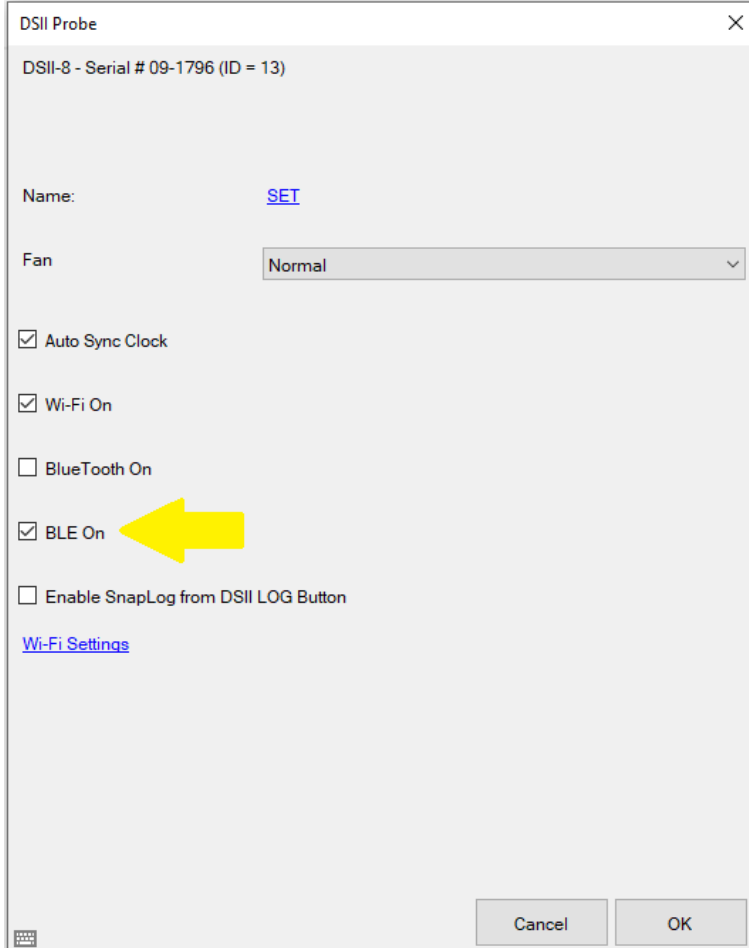 DSII Probe
DSII-8 - Serial # 09-1796 (ID = 13)
Name: SET
Fan Normal
Auto Sync Clock
Wi-Fi On
BlueTooth On
BLE On
Enable SnapLog from DSII LOG Button
Wi-Fi Settings
Cancel OK